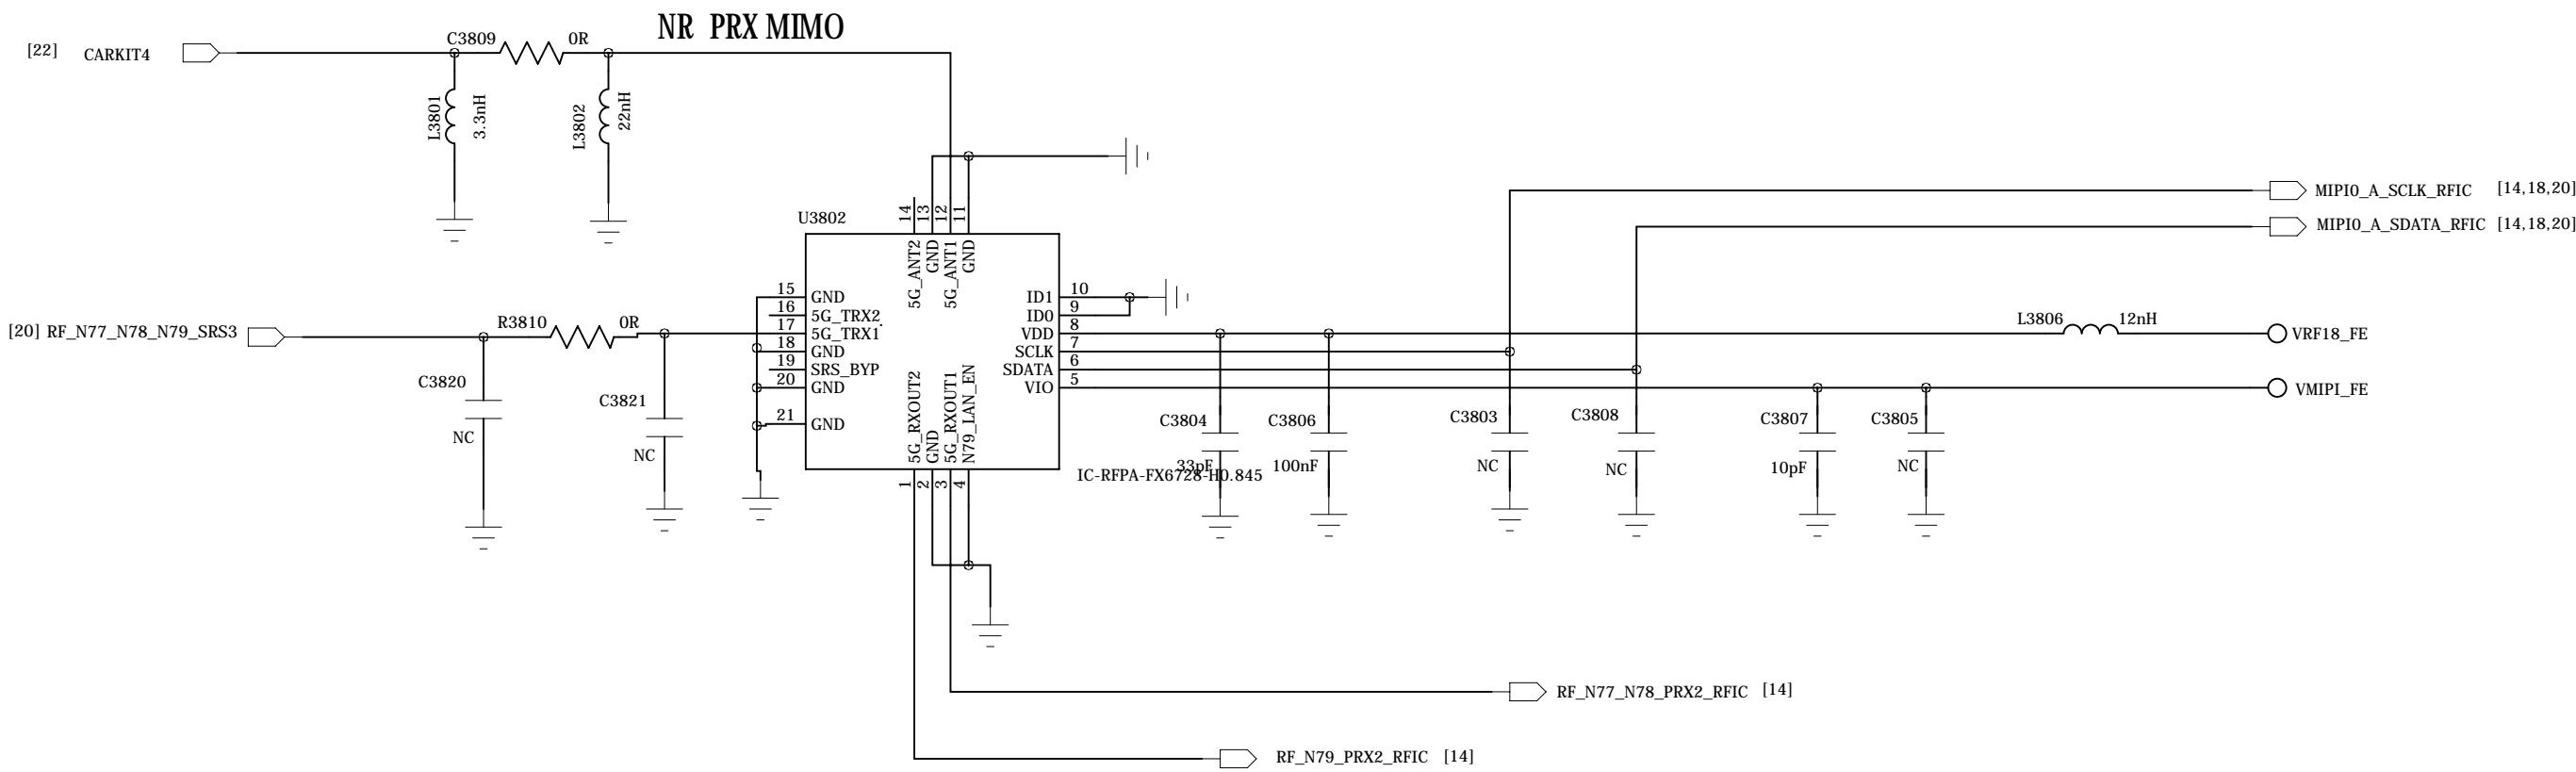 NR PRX MIMO
[22] CARKIT4
C3809 0R
L3801 3.3nH
L3802 22nH
U3802
14 13 12 11
5G_ANT2 GND 5G_ANT1 GND
MIPI0_A_SCLK_RFIC [14,18,20]
MIPI0_A_SDATA_RFIC [14,18,20]
15 GND
16 5G_TRX2
17 5G_TRX1
18 GND
19 SRS_BYP
20 GND
21 GND
ID1 10
ID0 9
VDD 8
SCLK 7
SDATA 6
VIO 5
[20] RF_N77_N78_N79_SRS3
R3810 0R
L3806 12nH
VRF18_FE
VMIPI_FE
C3820
NC
C3821
NC
5G_RXOUT2 GND 5G_RXOUT1 N79_LAN_EN
1 2 3 4
IC-RFPA-FX6728-H0.845
C3804
33pF
C3806
100nF
C3803
NC
C3808
NC
C3807
10pF
C3805
NC
RF_N77_N78_PRX2_RFIC [14]
RF_N79_PRX2_RFIC [14]